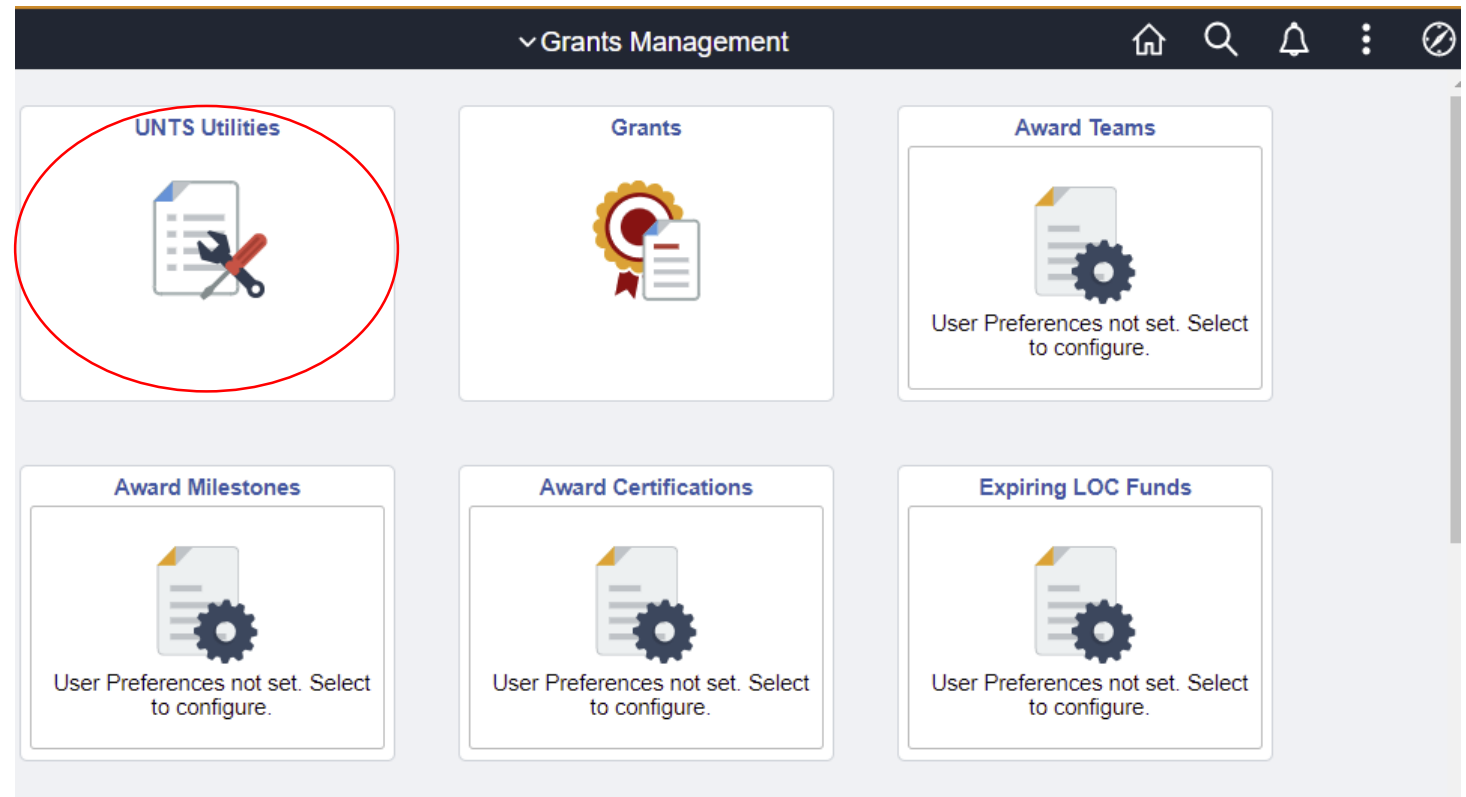 Grants Management
UNTS Utilities
Grants
Award Teams
User Preferences not set. Select
to configure.
Award Milestones
User Preferences not set. Select
to configure.
Award Certifications
User Preferences not set. Select
to configure.
Expiring LOC Funds
User Preferences not set. Select
to configure.